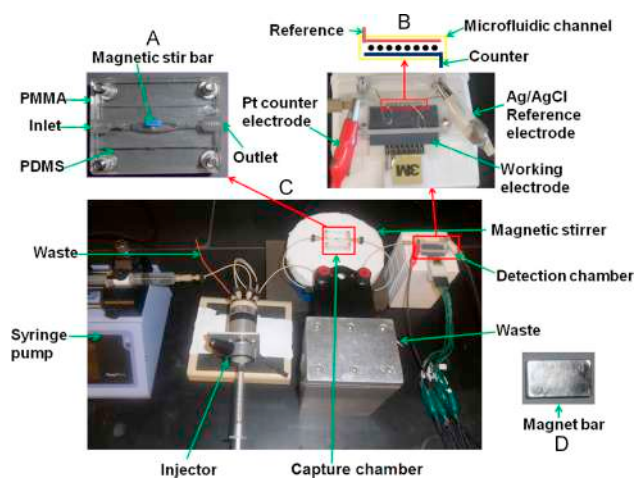 A
Magnetic stir bar
PMMA
Inlet
PDMS
Outlet
B
Reference
Microfluidic channel
Counter
Pt counter
electrode
Ag/AgCl
Reference
electrode
Working
electrode
3M
C
Waste
Magnetic stirrer
Detection chamber
Syringe
pump
Waste
Injector
Capture chamber
Magnet bar
D